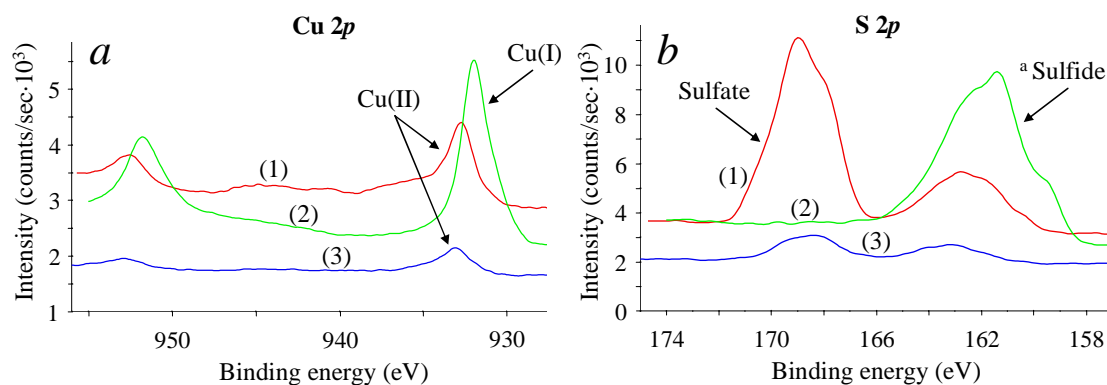 Cu 2p
a
Cu(I)
Cu(II)
(1)
(2)
(3)
Intensity (counts/sec·10³)
5
4
3
2
1
950
940
930
Binding energy (eV)
S 2p
b
ᵃ Sulfide
Sulfate
(1)
(2)
(3)
Intensity (counts/sec·10³)
10
8
6
4
2
0
174
170
166
162
158
Binding energy (eV)